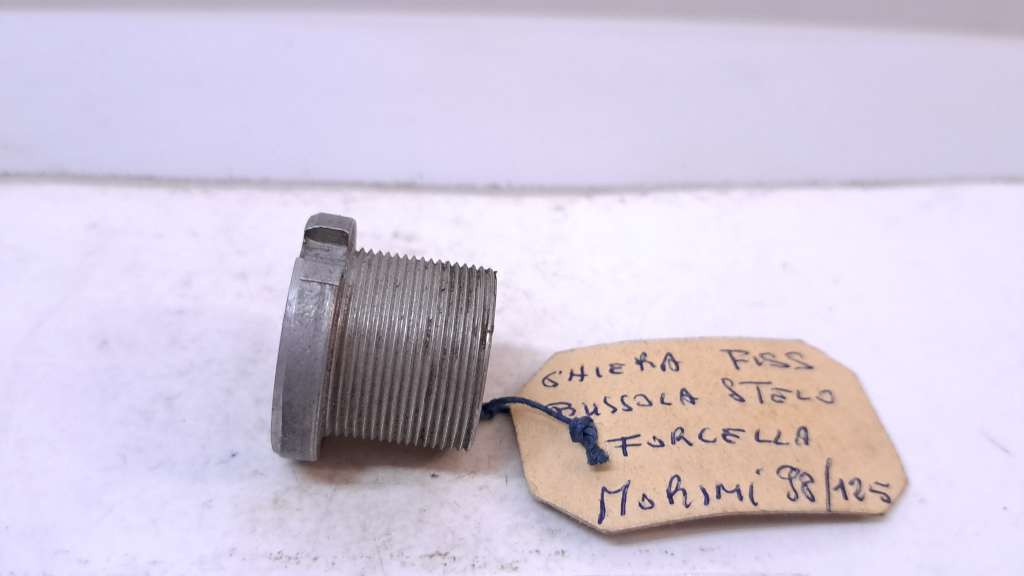 GHIERA FISS
BUSSOLA STELO
FORCELLA
MORINI 98/125